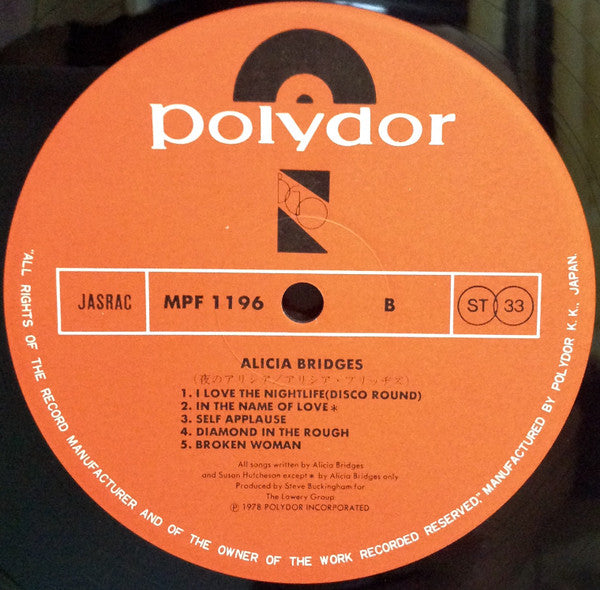 polydor
JASRAC
MPF 1196
B
ST 33
ALICIA BRIDGES
(夜のアリシア/アリシア・ブリッヂス)
1. I LOVE THE NIGHTLIFE(DISCO ROUND)
2. IN THE NAME OF LOVE*
3. SELF APPLAUSE
4. DIAMOND IN THE ROUGH
5. BROKEN WOMAN
All songs written by Alicia Bridges
and Susan Hutcheson except * by Alicia Bridges only
Produced by Steve Buckingham for
The Lowery Group
℗ 1978 POLYDOR INCORPORATED
"ALL RIGHTS OF THE RECORD MANUFACTURER AND OF THE OWNER OF THE WORK RECORDED RESERVED. MANUFACTURED BY POLYDOR K.K., JAPAN.